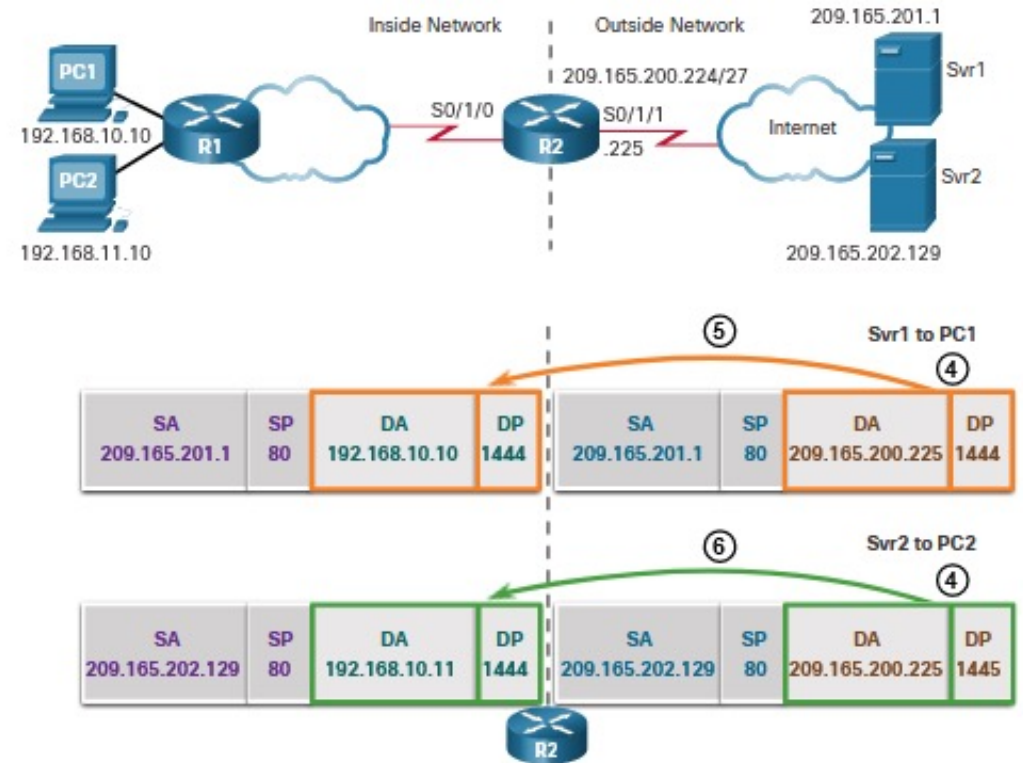 Inside Network
Outside Network
209.165.201.1
PC1
192.168.10.10
R1
S0/1/0
209.165.200.224/27
R2
S0/1/1
.225
Internet
Svr1
PC2
192.168.11.10
Svr2
209.165.202.129
5
Svr1 to PC1
4
SA SP DA DP SA SP DA DP
209.165.201.1 80 192.168.10.10 1444 209.165.201.1 80 209.165.200.225 1444
6
Svr2 to PC2
4
SA SP DA DP SA SP DA DP
209.165.202.129 80 192.168.10.11 1444 209.165.202.129 80 209.165.200.225 1445
R2